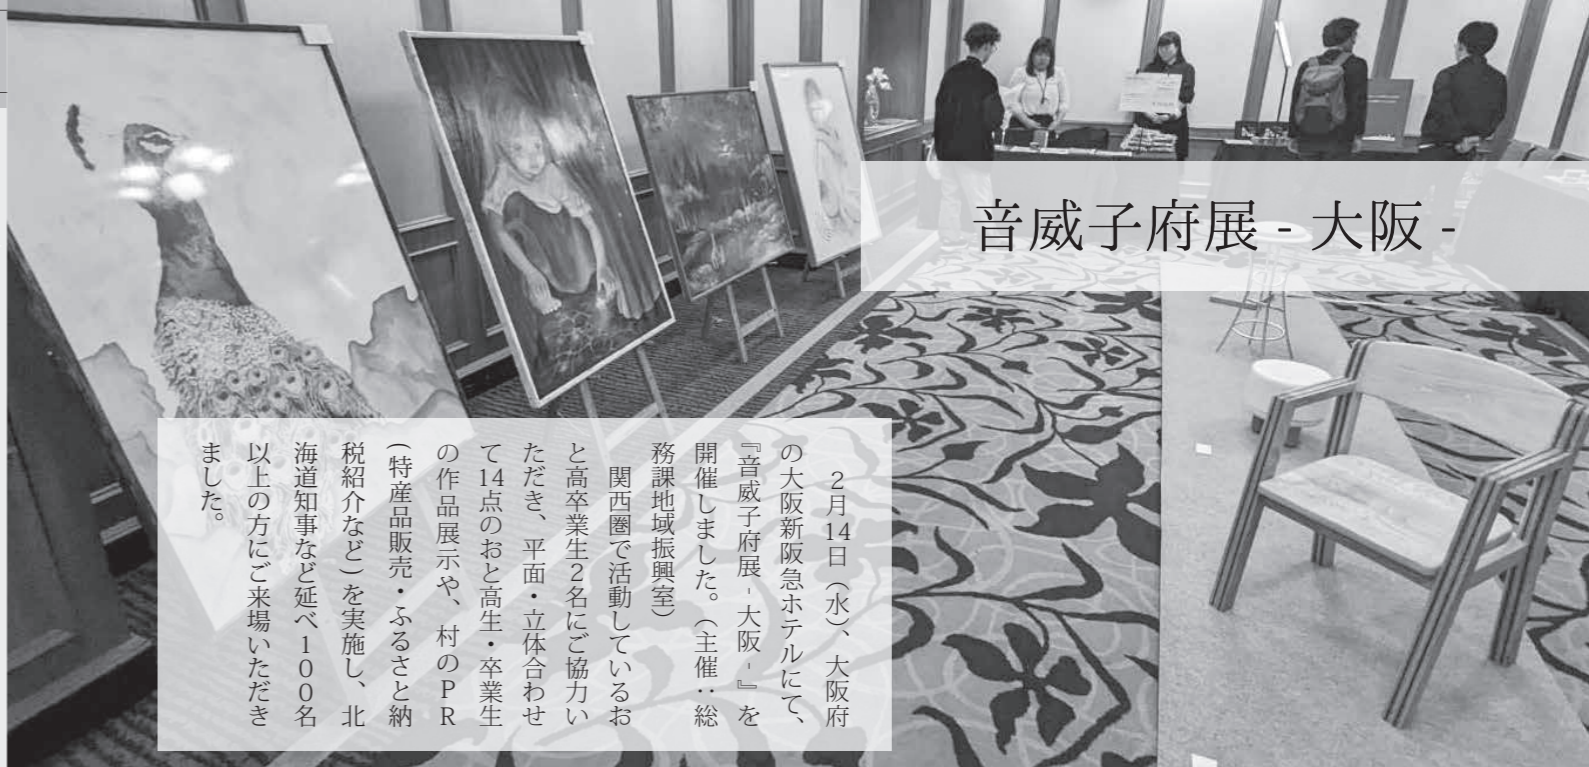 音威子府展 - 大阪 -
２月14日（水）、大阪府
の大阪新阪急ホテルにて、
『音威子府展 - 大阪 - 』を
開催しました。（主催：総
務課地域振興室）
関西圏で活動しているお
と高卒業生２名にご協力い
ただき、平面・立体合わせ
て14点のおと高生・卒業生
の作品展示や、村のＰＲ
（特産品販売・ふるさと納
税紹介など）を実施し、北
海道知事など延べ１００名
以上の方にご来場いただき
ました。